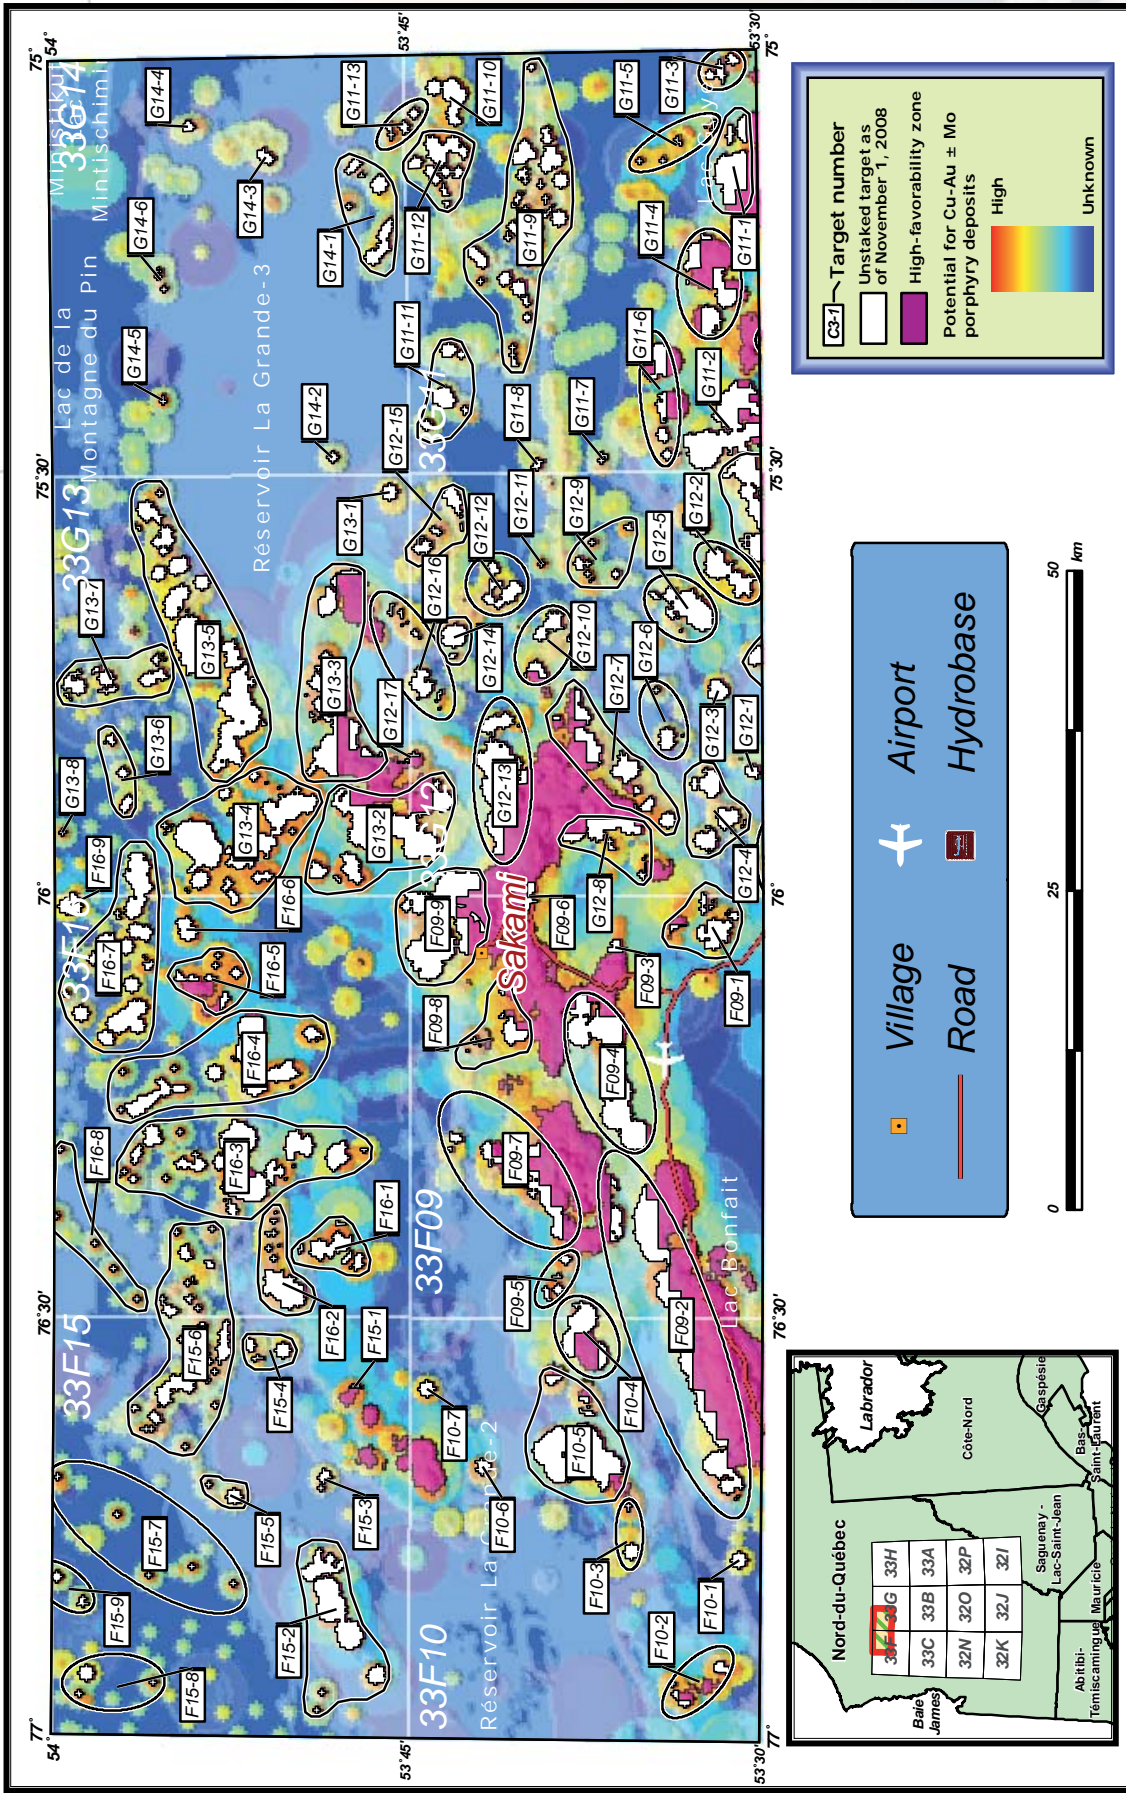 77°
76°30'
76°
75°30'
75°
54°
54°
53°45'
53°45'
53°30'
53°30'
33F15
33F16
33G13
33G14
33F10
33F09
33G12
33G11
Lac de la
Montagne du Pin
Mintischimi
Réservoir La Grande-3
Réservoir La Grande-2
Lac Bonfait
Sakami
F15-9
F15-8
F15-7
F15-6
F15-5
F15-4
F15-3
F15-2
F15-1
F16-9
F16-8
F16-7
F16-6
F16-5
F16-4
F16-3
F16-2
F16-1
G13-8
G13-7
G13-6
G13-5
G13-4
G13-3
G13-2
G13-1
G14-6
G14-5
G14-4
G14-3
G14-2
G14-1
F10-7
F10-6
F10-5
F10-4
F10-3
F10-2
F10-1
F09-9
F09-8
F09-7
F09-6
F09-5
F09-4
F09-3
F09-2
F09-1
G12-17
G12-16
G12-15
G12-14
G12-13
G12-12
G12-11
G12-10
G12-9
G12-8
G12-7
G12-6
G12-5
G12-4
G12-3
G12-2
G12-1
G11-13
G11-12
G11-11
G11-10
G11-9
G11-8
G11-7
G11-6
G11-5
G11-4
G11-3
G11-2
G11-1
Nord-du-Québec
Labrador
Côte-Nord
Baie
James
Gaspésie
Bas-
Saint-Laurent
Saguenay -
Lac-Saint-Jean
Abitibi-
Témiscamingue
Mauricie
33F 33G 33H
33C 33B 33A
32N 32O 32P
32K 32J 32I
Village
Airport
Road
Hydrobase
0 25 50
km
C3-1 Target number
Unstaked target as
of November 1, 2008
High-favorability zone
Potential for Cu-Au ± Mo
porphyry deposits
High
Unknown